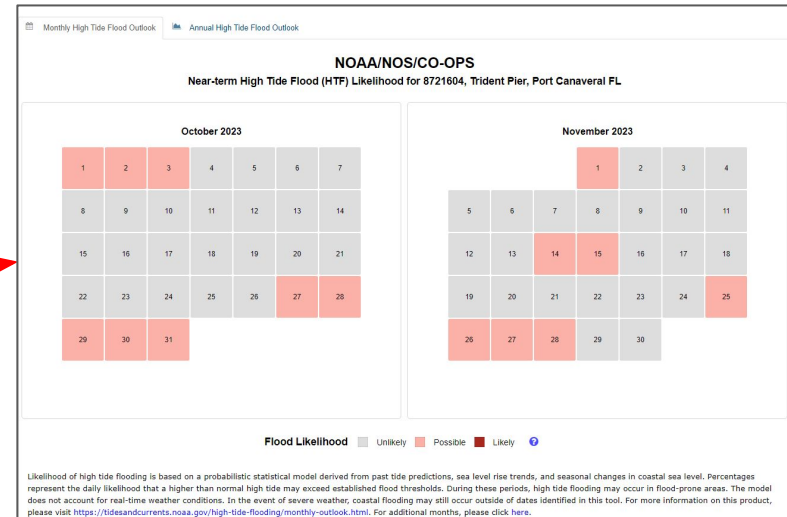 Monthly High Tide Flood Outlook Annual High Tide Flood Outlook
NOAA/NOS/CO-OPS
Near-term High Tide Flood (HTF) Likelihood for 8721604, Trident Pier, Port Canaveral FL
October 2023
1 2 3 4 5 6 7
8 9 10 11 12 13 14
15 16 17 18 19 20 21
22 23 24 25 26 27 28
29 30 31
November 2023
1 2 3 4
5 6 7 8 9 10 11
12 13 14 15 16 17 18
19 20 21 22 23 24 25
26 27 28 29 30
Flood Likelihood Unlikely Possible Likely ?
Likelihood of high tide flooding is based on a probabilistic statistical model derived from past tide predictions, sea level rise trends, and seasonal changes in coastal sea level. Percentages
represent the daily likelihood that a higher than normal high tide may exceed established flood thresholds. During these periods, high tide flooding may occur in flood-prone areas. The model
does not account for real-time weather conditions. In the event of severe weather, coastal flooding may still occur outside of dates identified in this tool. For more information on this product,
please visit https://tidesandcurrents.noaa.gov/high-tide-flooding/monthly-outlook.html. For additional months, please click here.